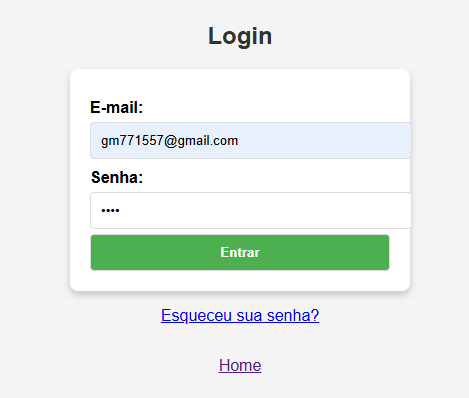 Login
E-mail:
gm771557@gmail.com
Senha:
••••
Entrar
Esqueceu sua senha?
Home